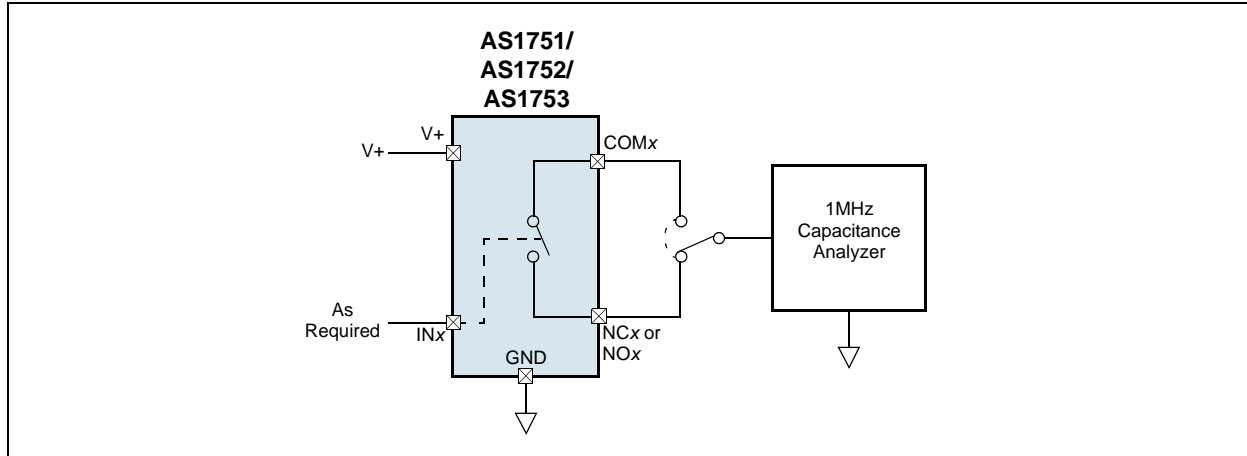 AS1751/
AS1752/
AS1753
V+
V+
COMx
1MHz
Capacitance
Analyzer
As
Required
INx
NCx or
NOx
GND